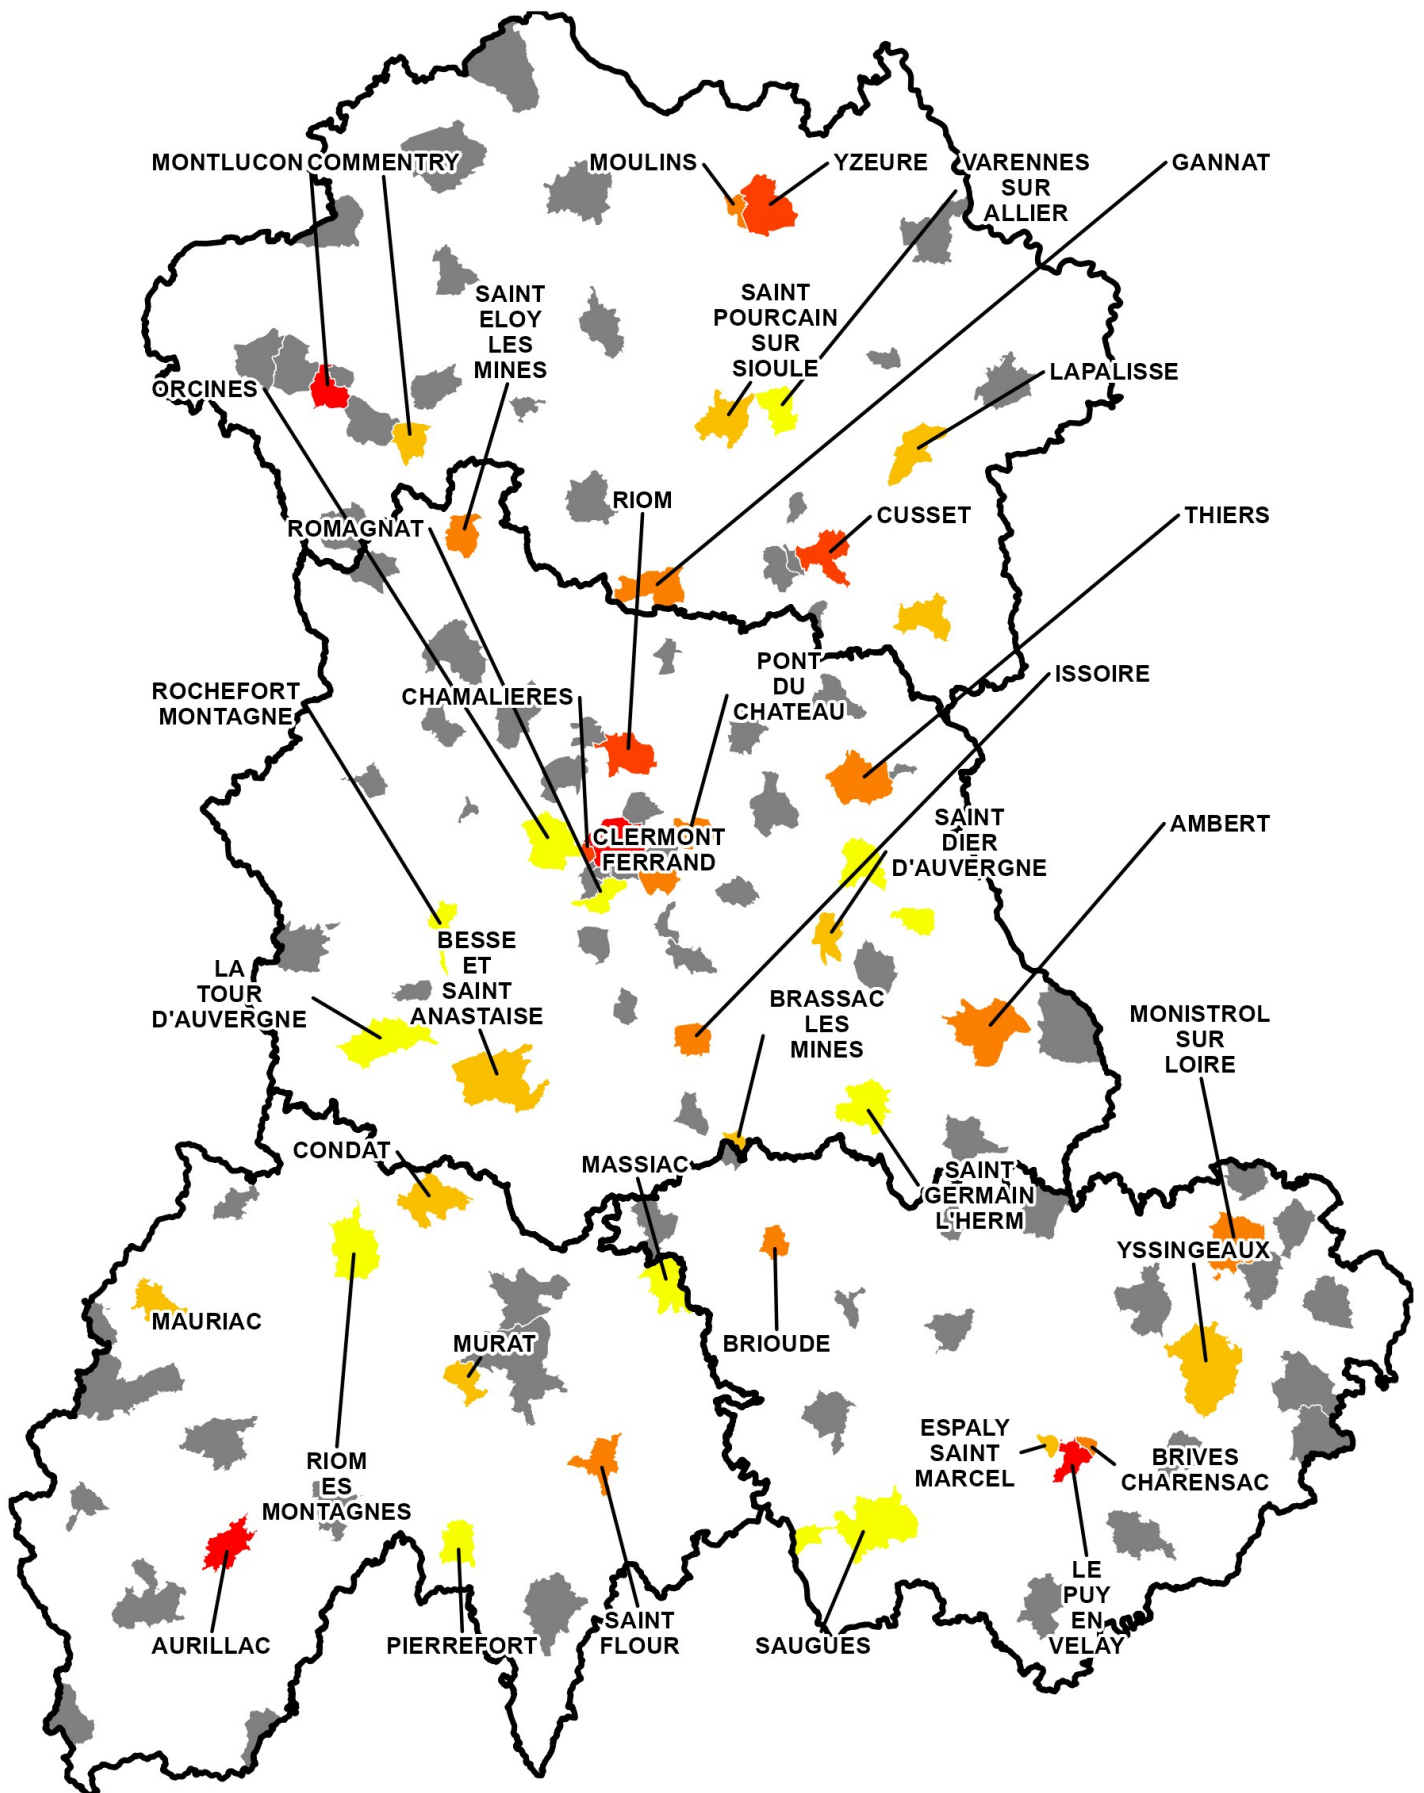 MONTLUCON
COMMENTRY
MOULINS
YZEURE
VARENNES
SUR
ALLIER
GANNAT
SAINT
ELOY
LES
MINES
SAINT
POURCAIN
SUR
SIOULE
ORCINES
LAPALISSE
RIOM
ROMAGNAT
CUSSET
THIERS
ROCHEFORT
MONTAGNE
CHAMALIERES
PONT
DU
CHATEAU
ISSOIRE
CLERMONT
FERRAND
SAINT
DIER
D'AUVERGNE
AMBERT
BESSE
ET
SAINT
ANASTAISE
LA
TOUR
D'AUVERGNE
BRASSAC
LES
MINES
MONISTROL
SUR
LOIRE
CONDAT
MASSIAC
SAINT
GERMAIN
L'HERM
YSSINGEAUX
MAURIAC
MURAT
BRIOUDE
RIOM
ES
MONTAGNES
ESPALY
SAINT
MARCEL
BRIVES
CHARENSAC
AURILLAC
PIERREFORT
SAINT
FLOUR
SAUGUES
LE
PUY
EN
VELAY